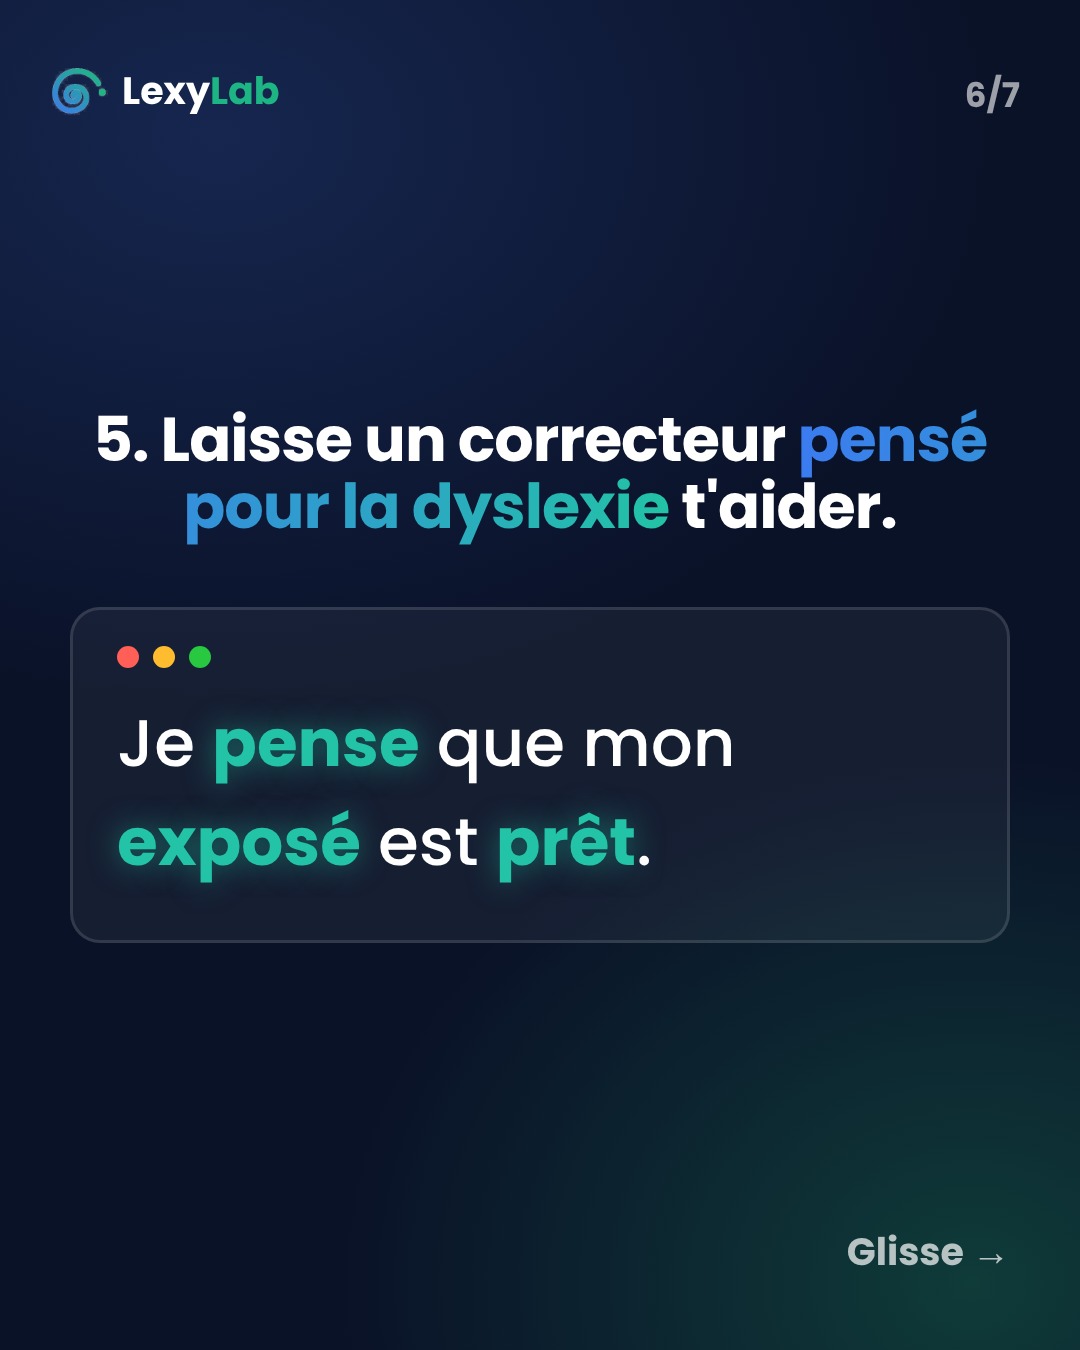 LexyLab
6/7
5. Laisse un correcteur pensé
pour la dyslexie t'aider.
Je pense que mon
exposé est prêt.
Glisse →